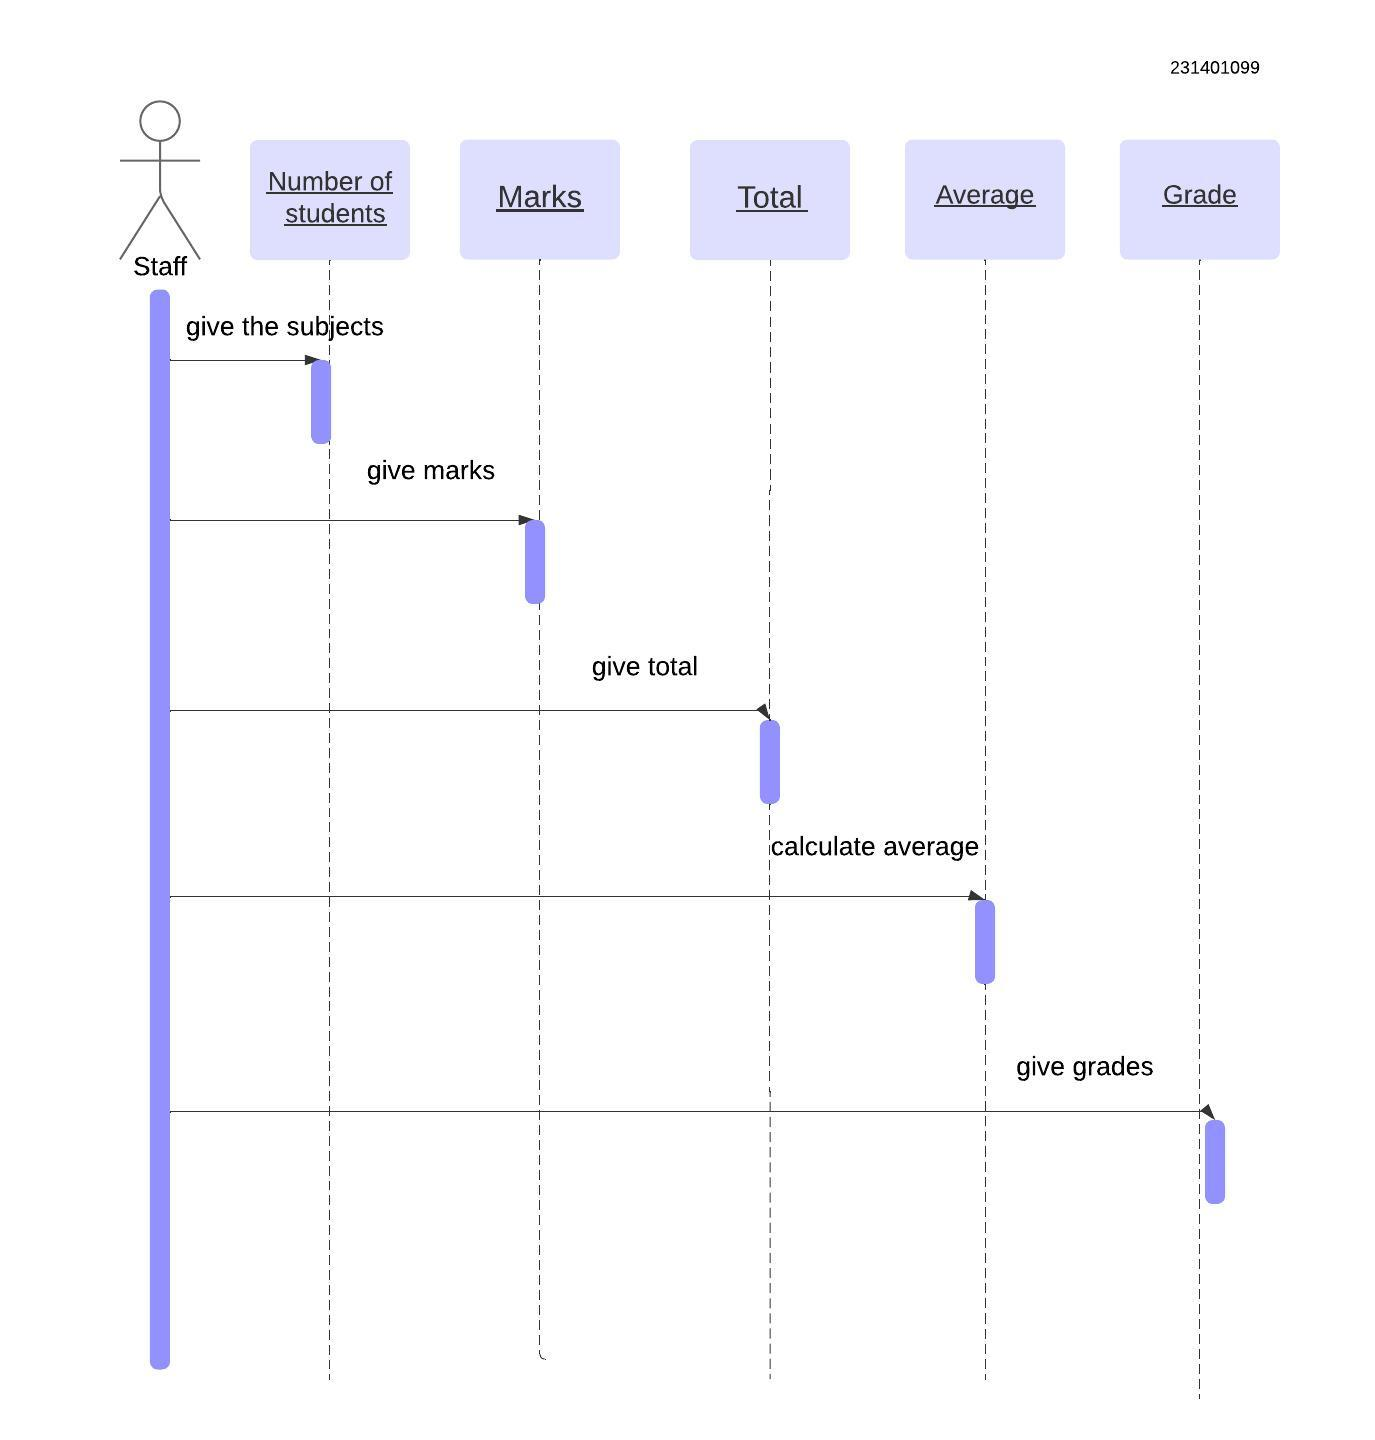 231401099
Number of
students
Marks
Total
Average
Grade
Staff
give the subjects
give marks
give total
calculate average
give grades